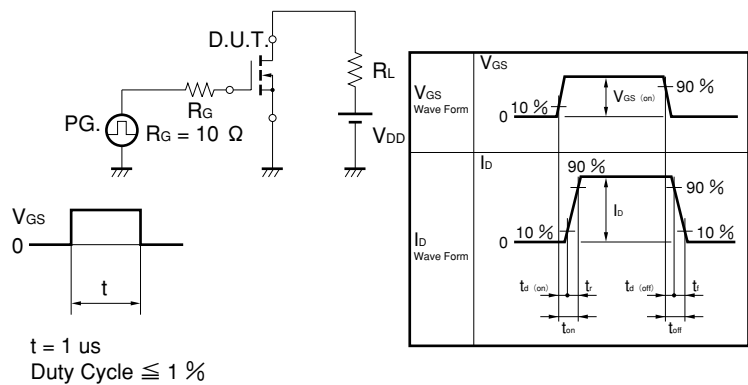 D.U.T.
RL
RG
PG.
RG = 10 Ω
VDD
VGS
0
t
t = 1 us
Duty Cycle ≦ 1 %
VGS
Wave Form
VGS
10 %
VGS (on)
90 %
0
ID
Wave Form
ID
90 %
90 %
10 %
ID
10 %
0
td (on)
tr
td (off)
tf
ton
toff